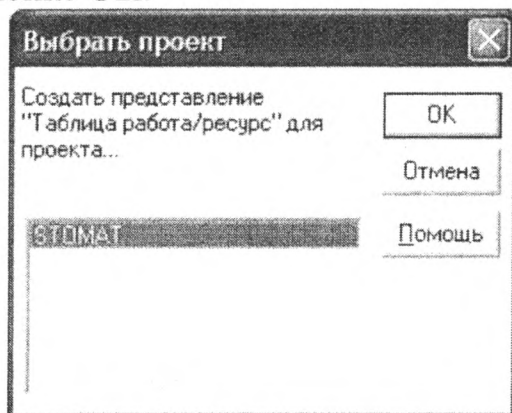 Выбрать проект
Создать представление
"Таблица работа/ресурс" для
проекта...
OK
Отмена
STOMAT
Помощь